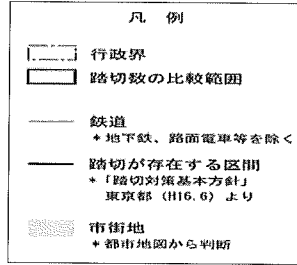 凡 例
行政界
踏切数の比較範囲
鉄道
*地下鉄、路面電車等を除く
踏切が存在する区間
*「踏切対策基本方針」
東京都(H16.6)より
市街地
*都市地図から判断